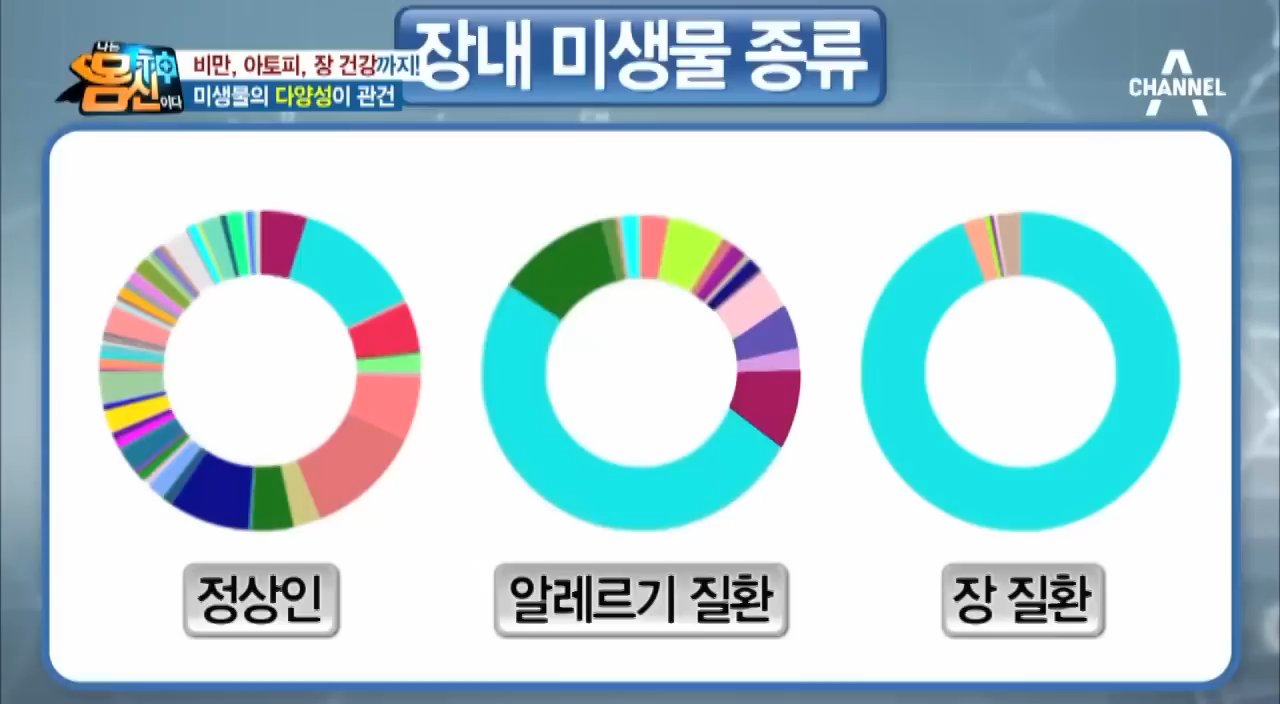 나는
몸神
신이다
비만, 아토피, 장 건강까지!
미생물의 다양성이 관건
장내 미생물 종류
CHANNEL A
정상인
알레르기 질환
장 질환